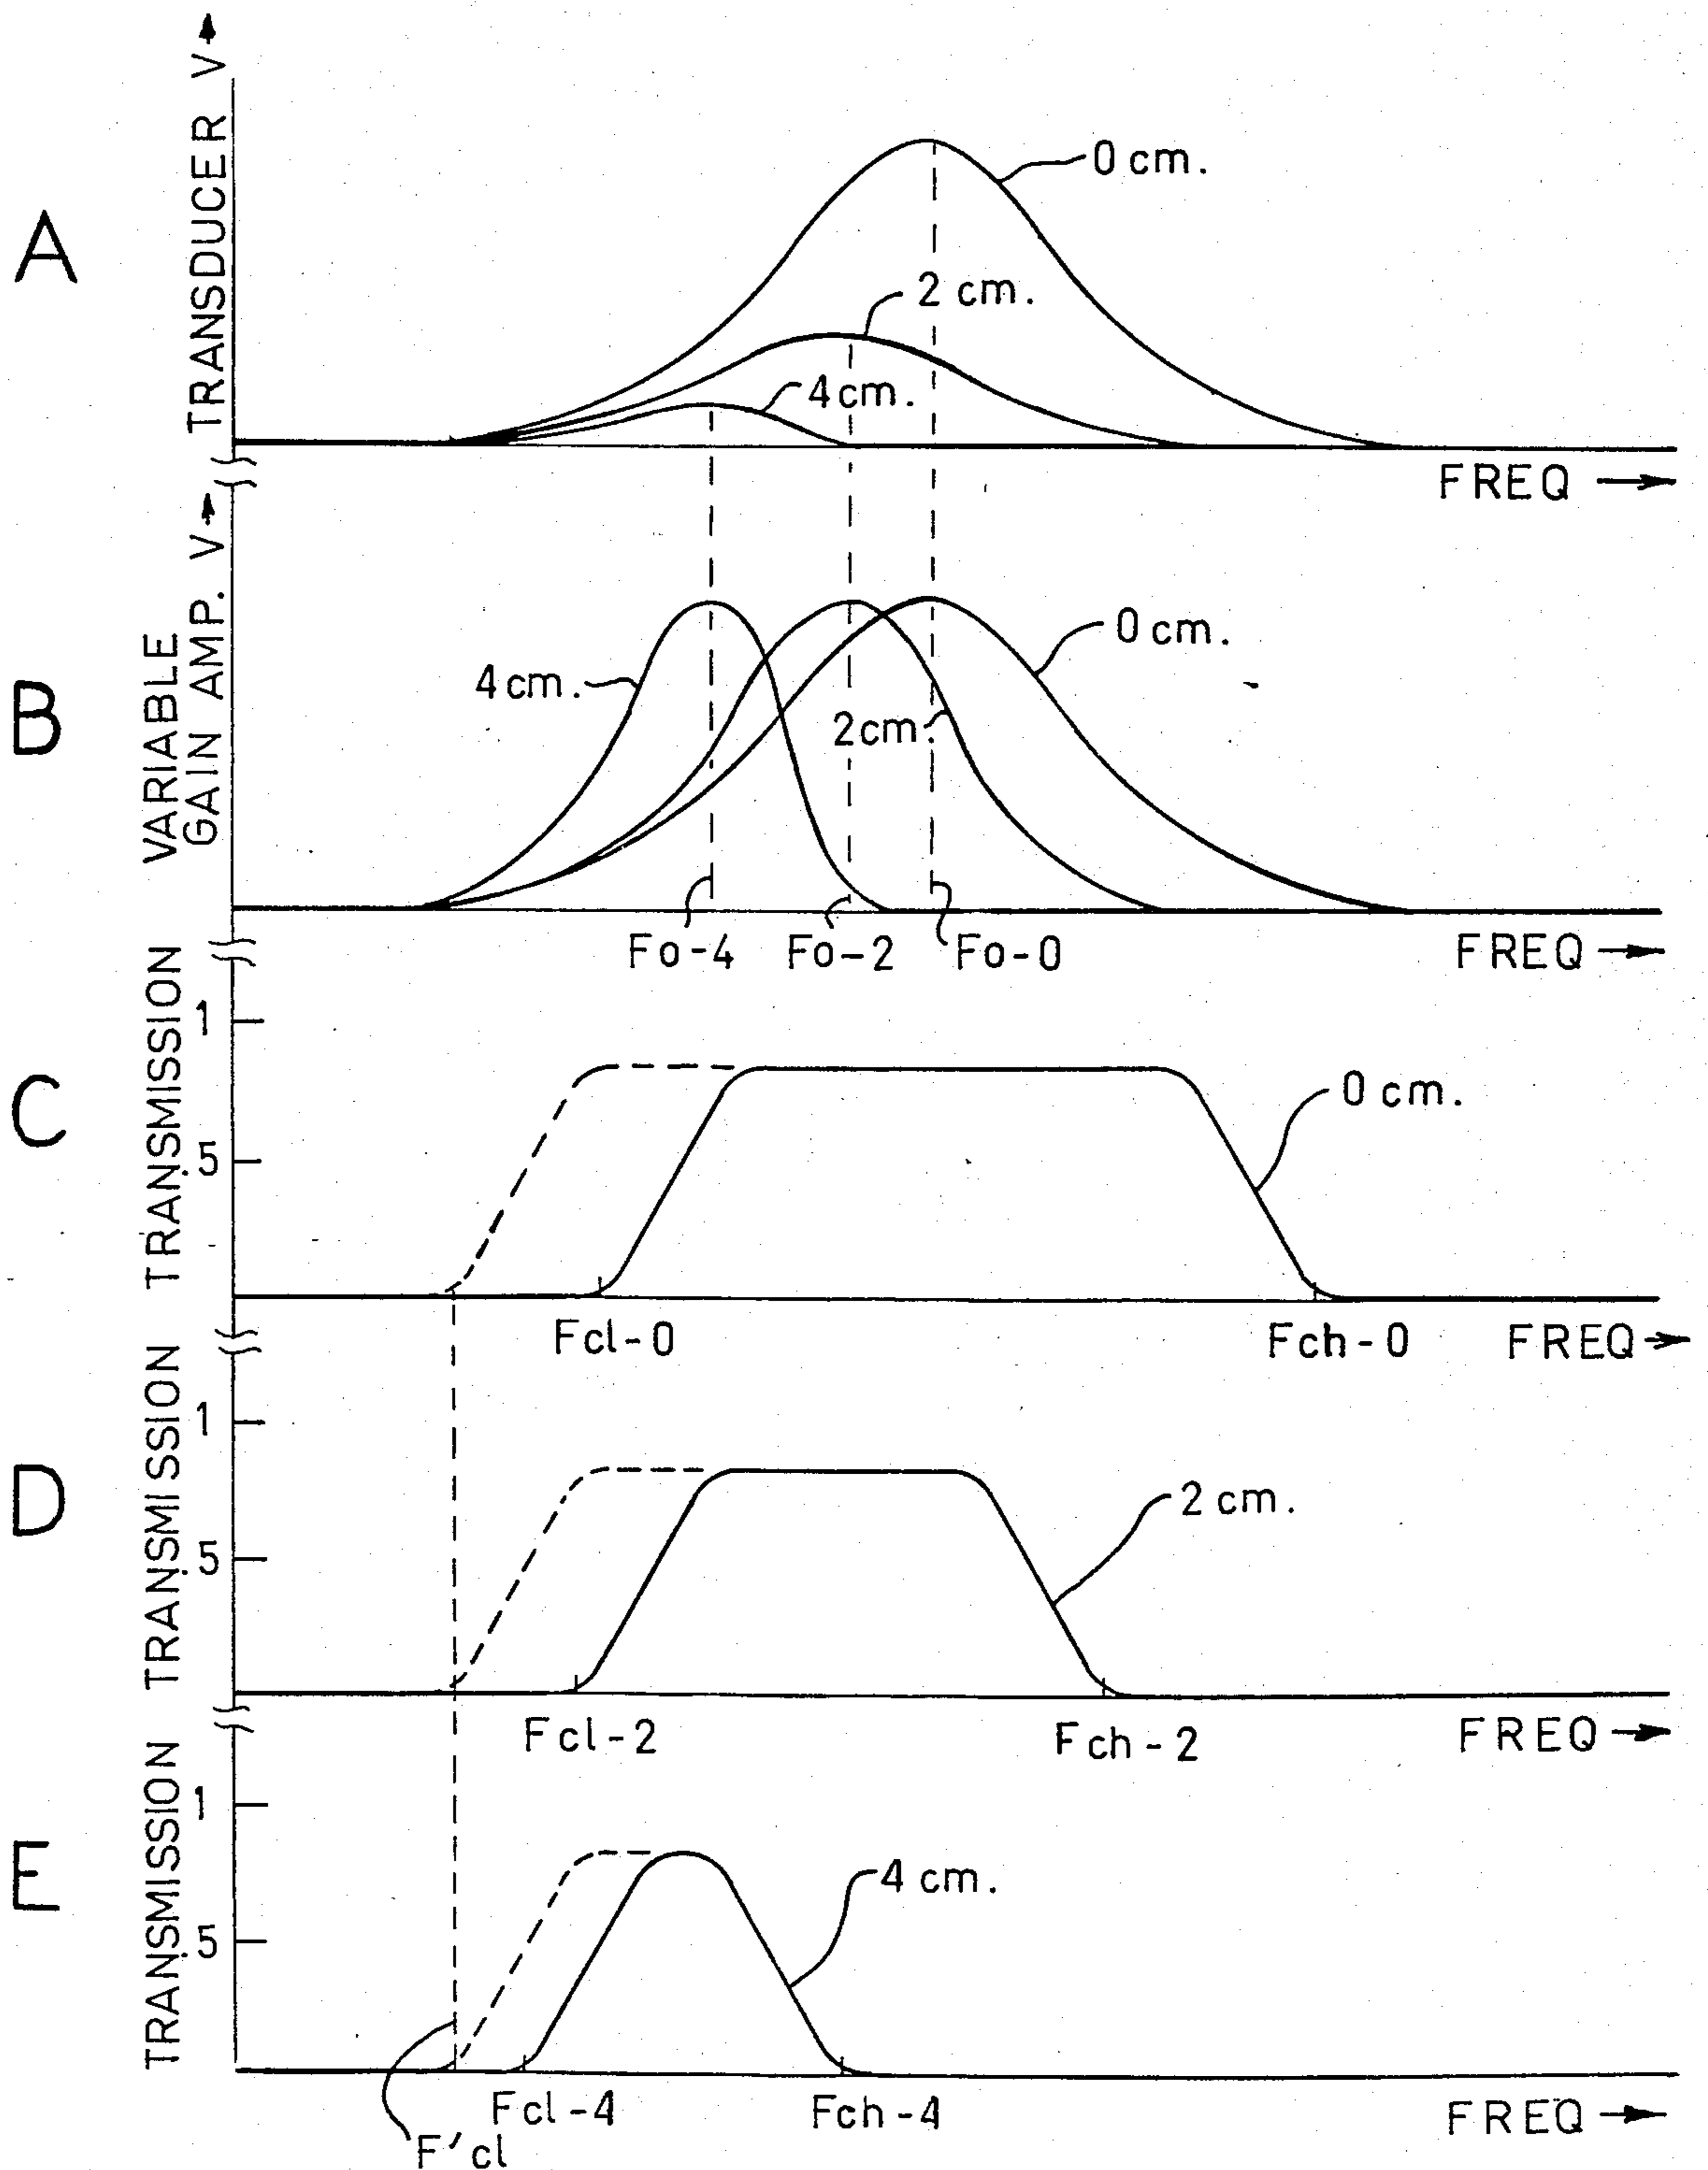 A
TRANSDUCER V
0 cm.
2 cm.
4 cm.
FREQ
B
VARIABLE
GAIN AMP. V
4 cm.
2 cm.
0 cm.
Fo-4
Fo-2
Fo-0
FREQ
C
TRANSMISSION
1
.5
0 cm.
Fcl-0
Fch-0
FREQ
D
TRANSMISSION
1
.5
2 cm.
Fcl-2
Fch-2
FREQ
E
TRANSMISSION
1
.5
4 cm.
Fcl-4
Fch-4
FREQ
F'cl